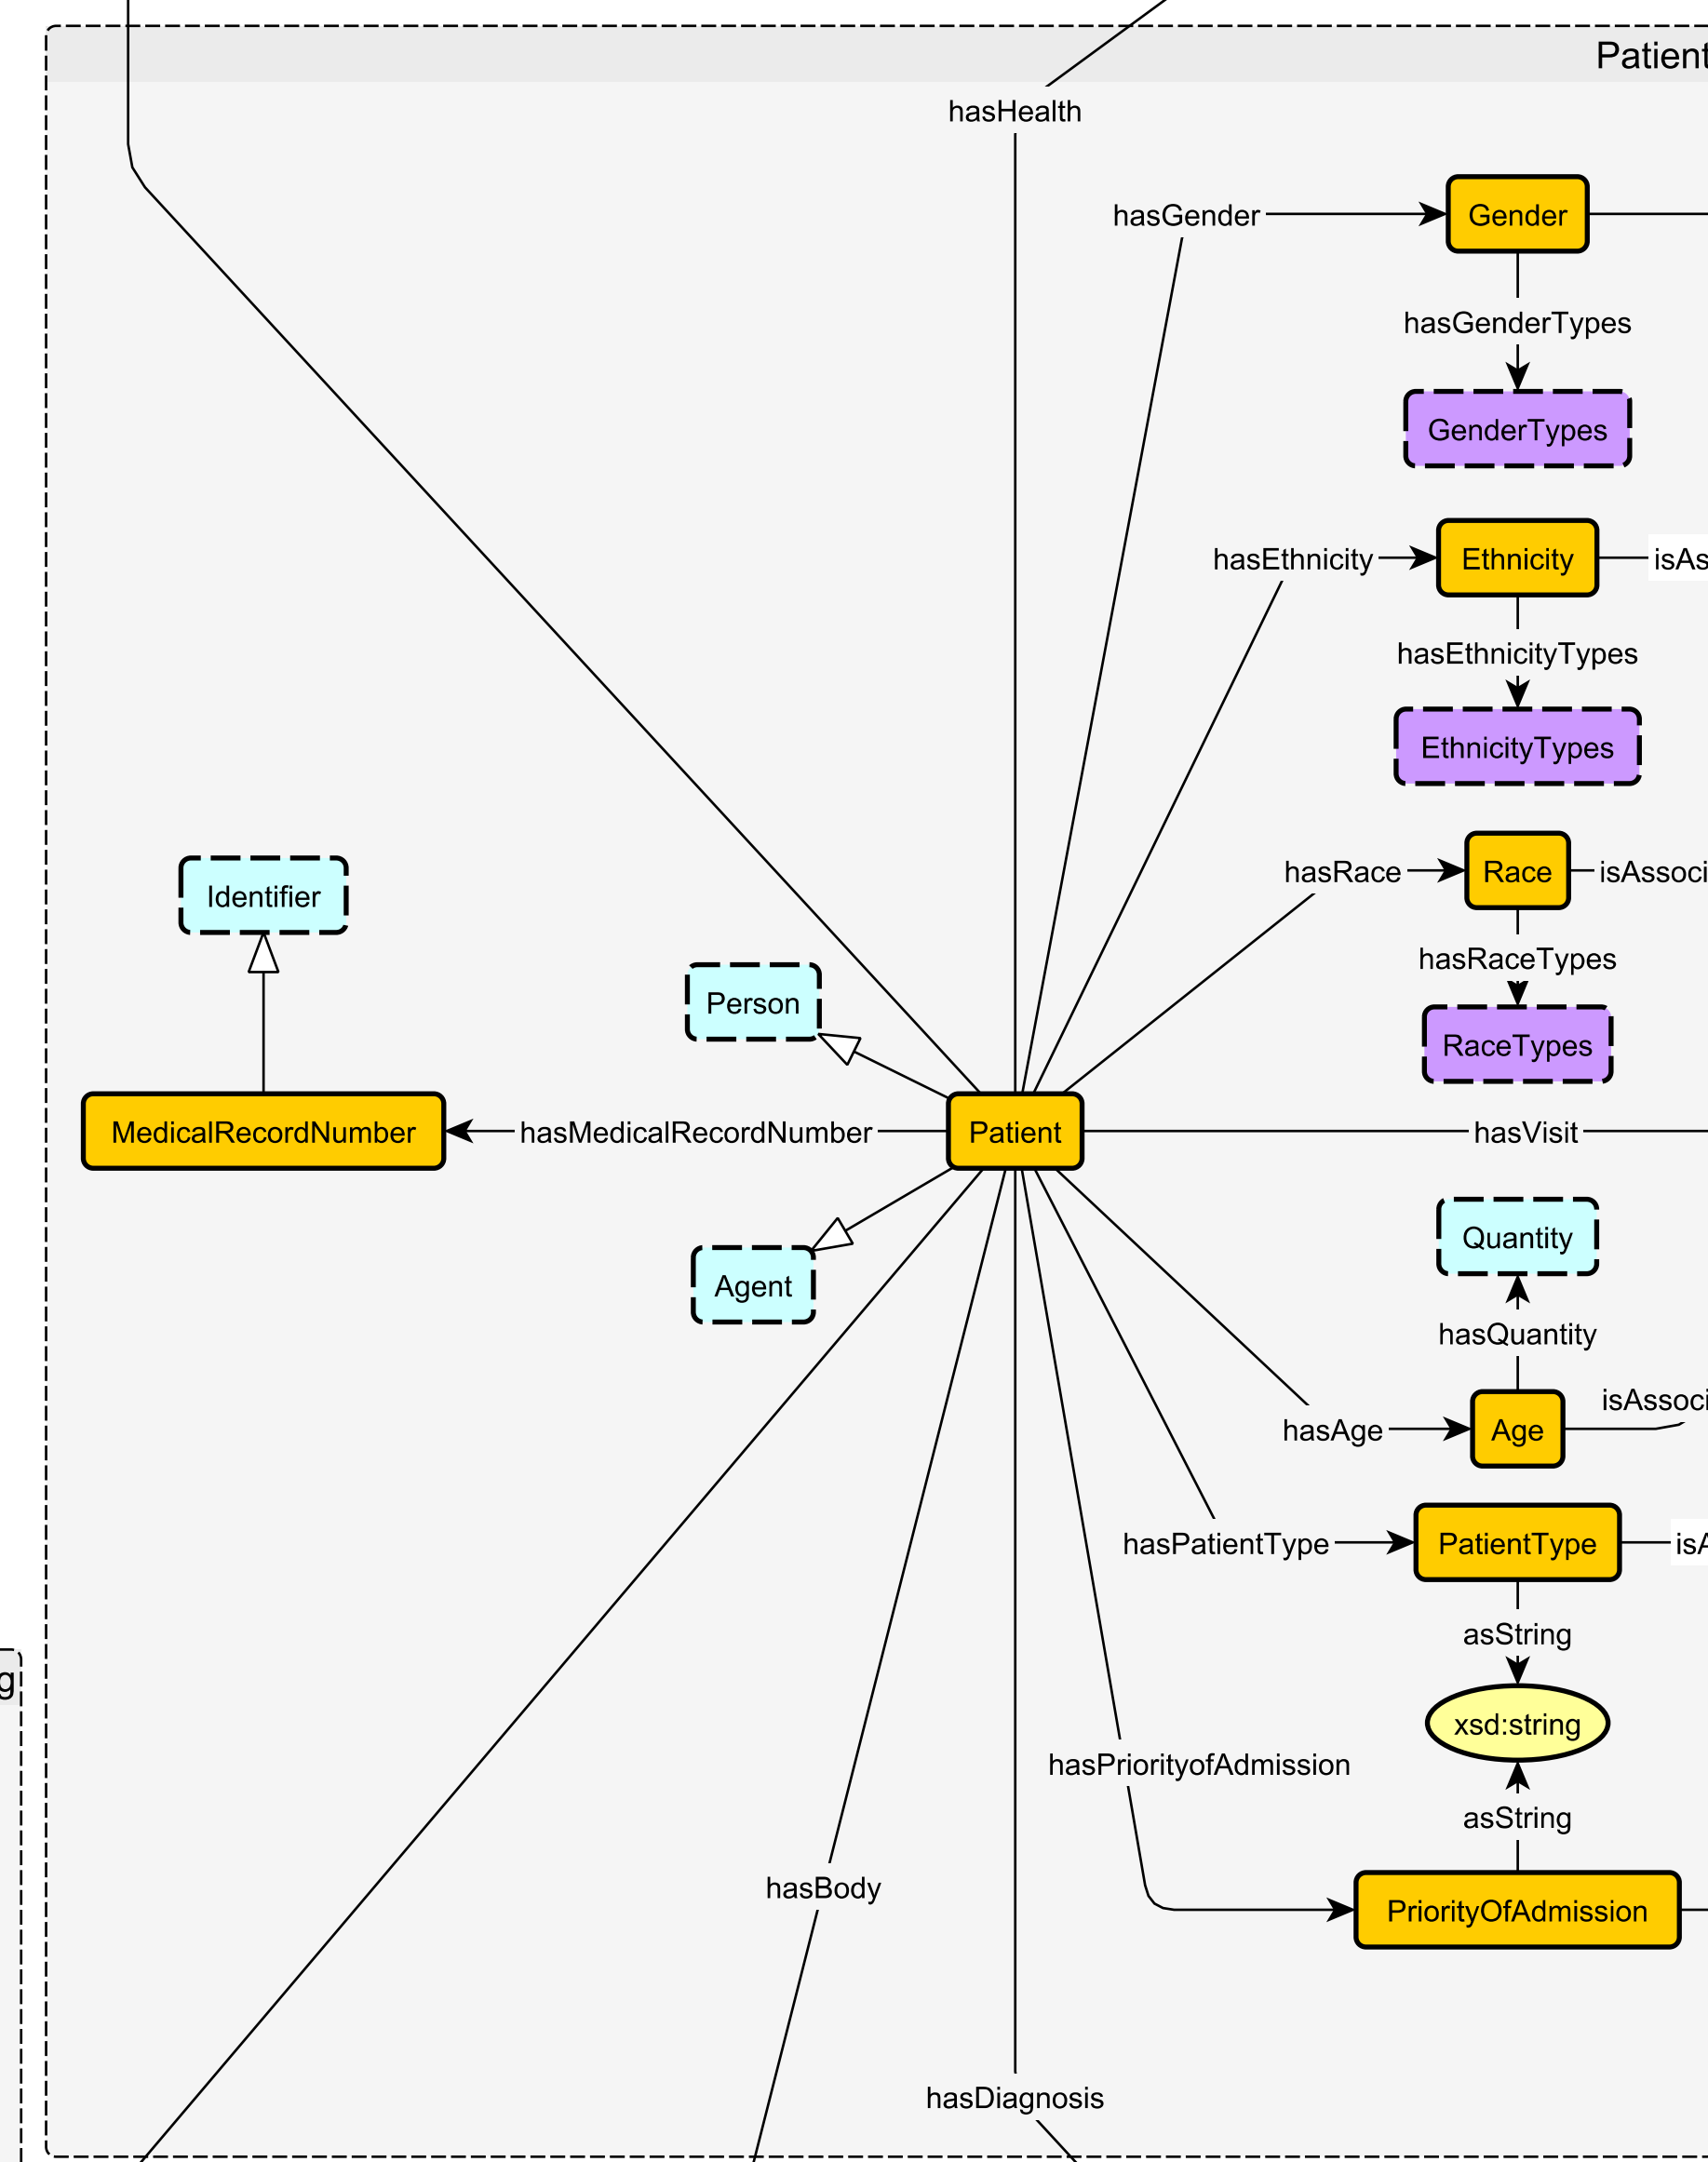 Patient
hasHealth
hasGender
Gender
hasGenderTypes
GenderTypes
hasEthnicity
Ethnicity
hasEthnicityTypes
EthnicityTypes
hasRace
Race
hasRaceTypes
RaceTypes
Identifier
Person
MedicalRecordNumber
hasMedicalRecordNumber
Patient
hasVisit
Quantity
Agent
hasQuantity
hasAge
Age
hasPatientType
PatientType
asString
g
xsd:string
hasPriorityofAdmission
asString
hasBody
PriorityOfAdmission
hasDiagnosis